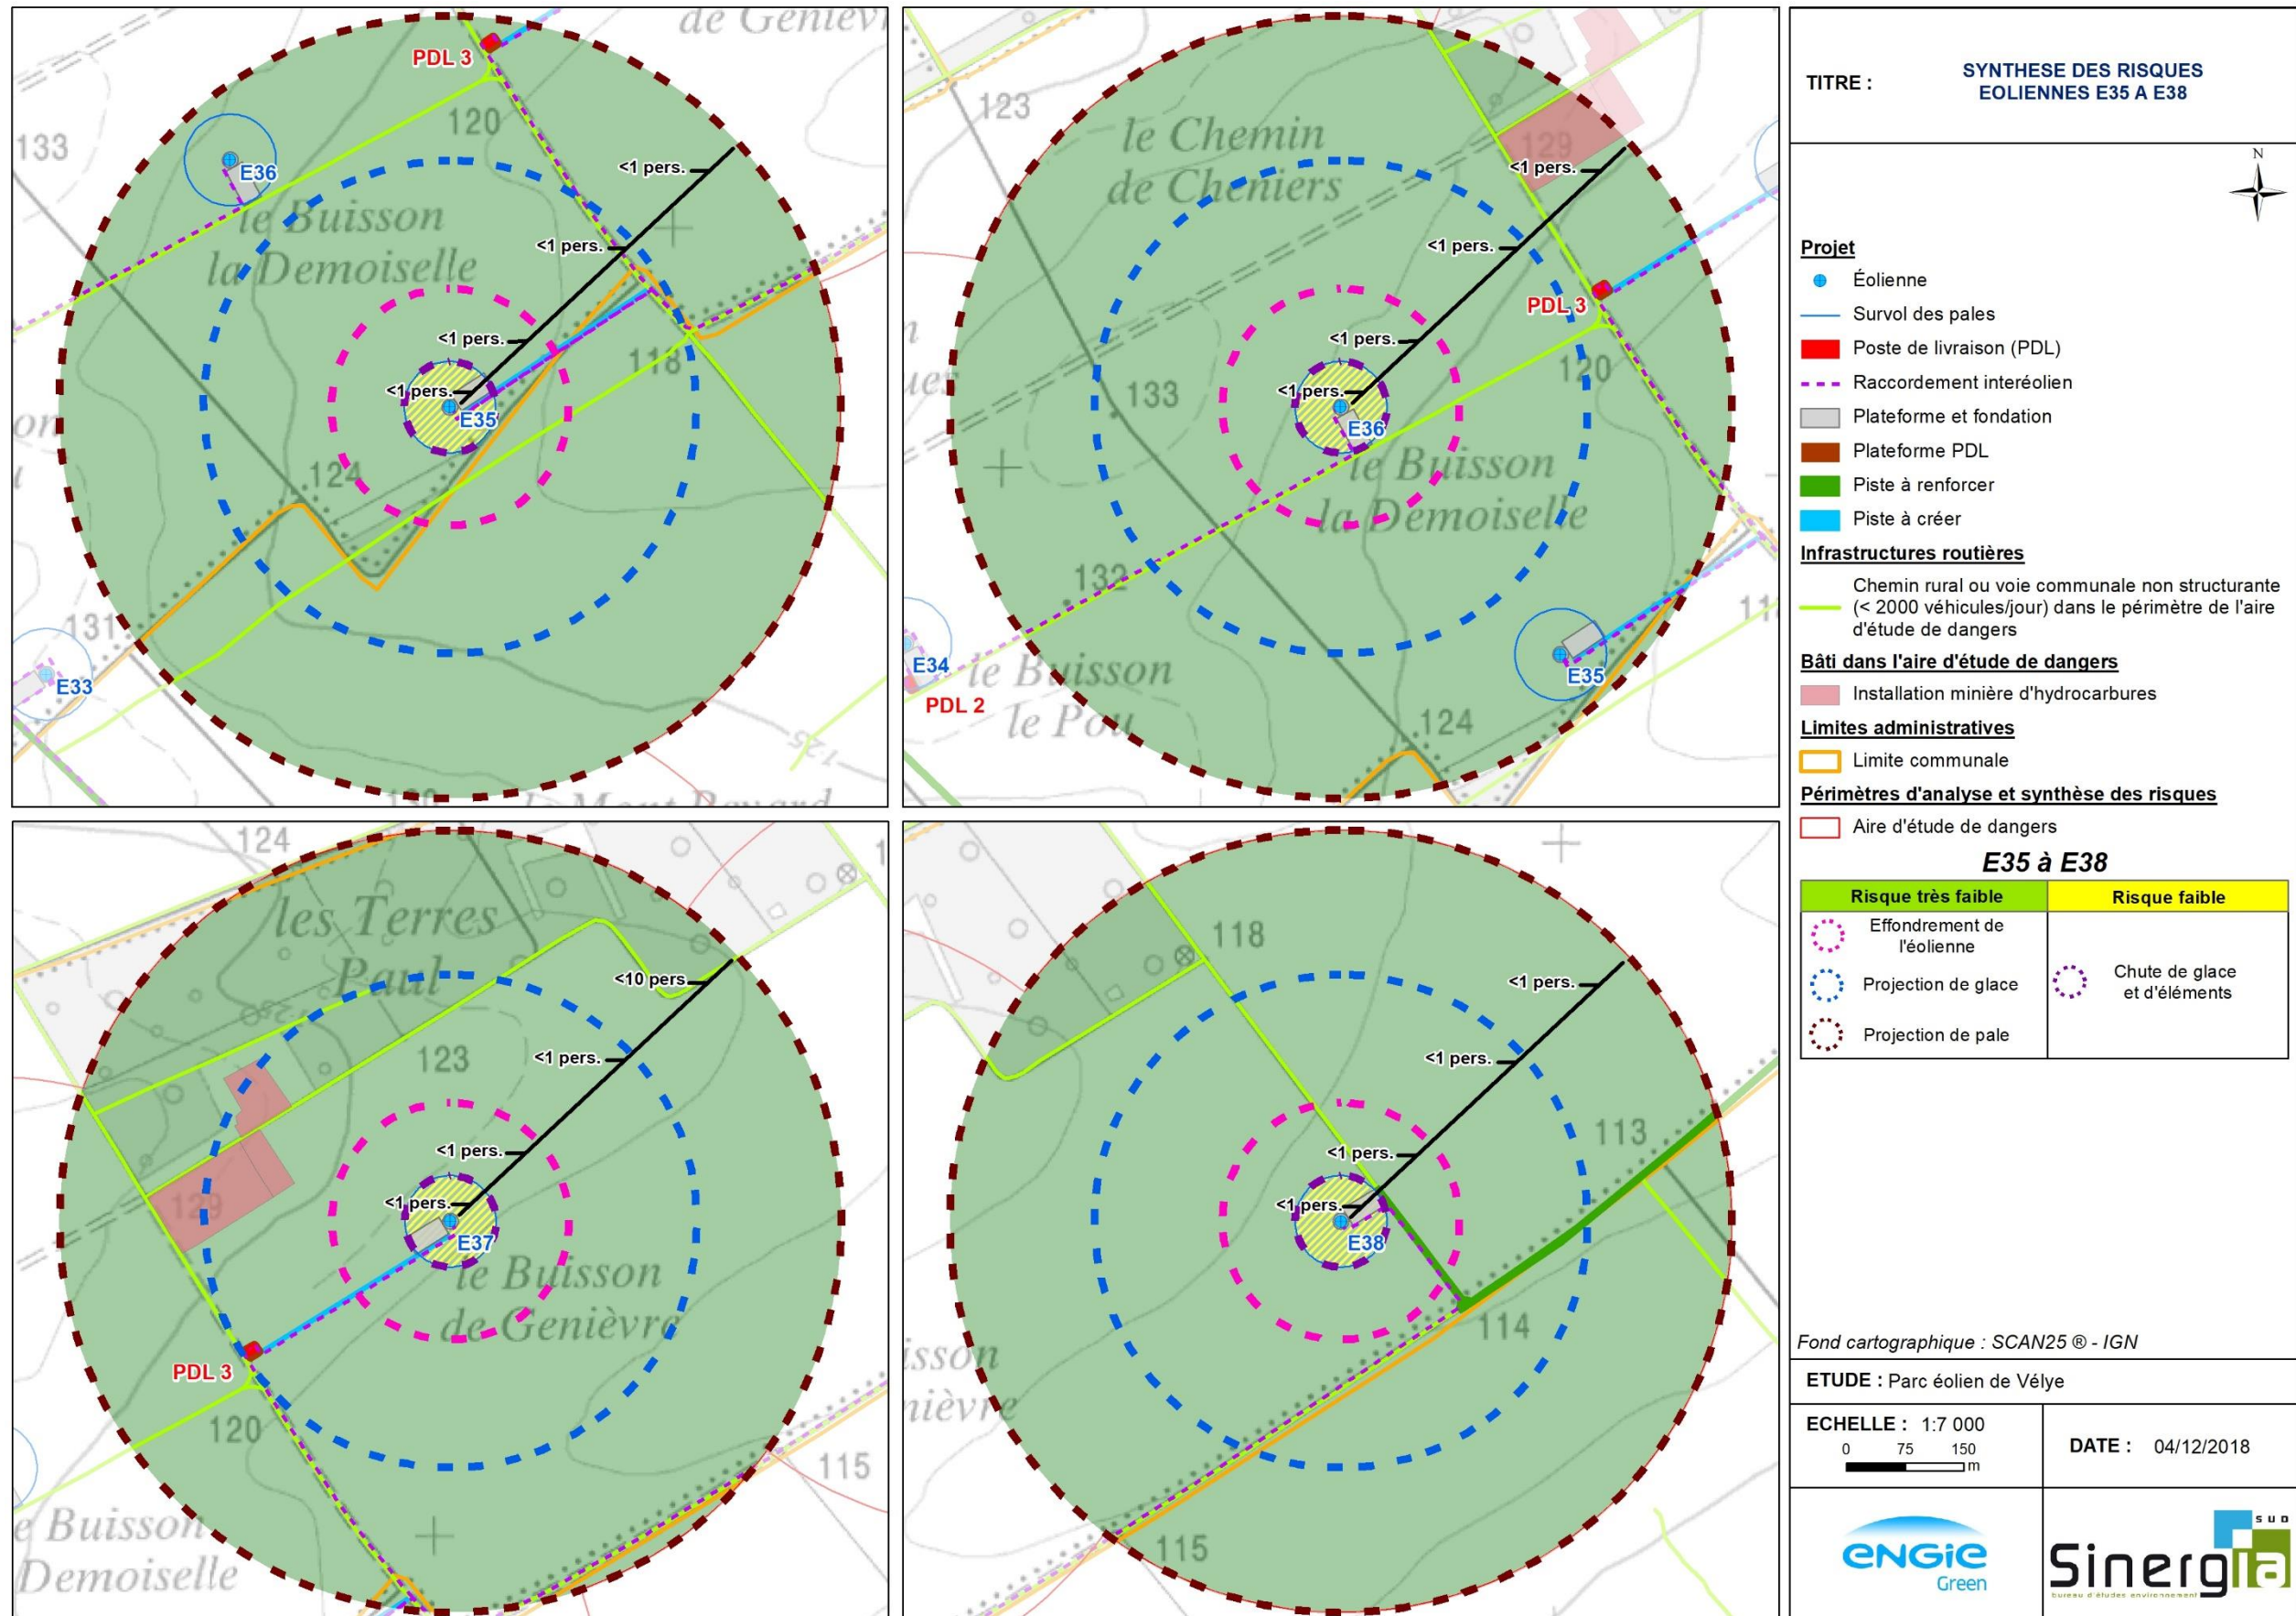 de Genièv
PDL 3
133
120
<1 pers.
E36
le Buisson
la Demoiselle
<1 pers.
<1 pers.
118
<1 pers.
E35
124
131
E33
125
123
le Chemin
de Cheniers
129
<1 pers.
<1 pers.
PDL 3
<1 pers.
120
133
<1 pers.
E36
le Buisson
la Demoiselle
132
E34
le Buisson
E35
PDL 2
le Pou
124
124
les Terres
Paul
<10 pers.
123
<1 pers.
<1 pers.
129
<1 pers.
E37
le Buisson
de Genièvre
PDL 3
120
115
e Buisson
Demoiselle
118
<1 pers.
<1 pers.
113
<1 pers.
<1 pers.
E38
114
isson
nièvre
115
TITRE :
SYNTHESE DES RISQUES
EOLIENNES E35 A E38
N
Projet
Éolienne
Survol des pales
Poste de livraison (PDL)
Raccordement interéolien
Plateforme et fondation
Plateforme PDL
Piste à renforcer
Piste à créer
Infrastructures routières
Chemin rural ou voie communale non structurante
(< 2000 véhicules/jour) dans le périmètre de l'aire
d'étude de dangers
Bâti dans l'aire d'étude de dangers
Installation minière d'hydrocarbures
Limites administratives
Limite communale
Périmètres d'analyse et synthèse des risques
Aire d'étude de dangers
E35 à E38
Risque très faible Risque faible
Effondrement de
l'éolienne
Projection de glace
Projection de pale
Chute de glace
et d'éléments
Fond cartographique : SCAN25 ® - IGN
ETUDE : Parc éolien de Vélye
ECHELLE : 1:7 000
0 75 150
m
DATE : 04/12/2018
ENGIE
Green
Sinergia
SUD
bureau d'études environnement